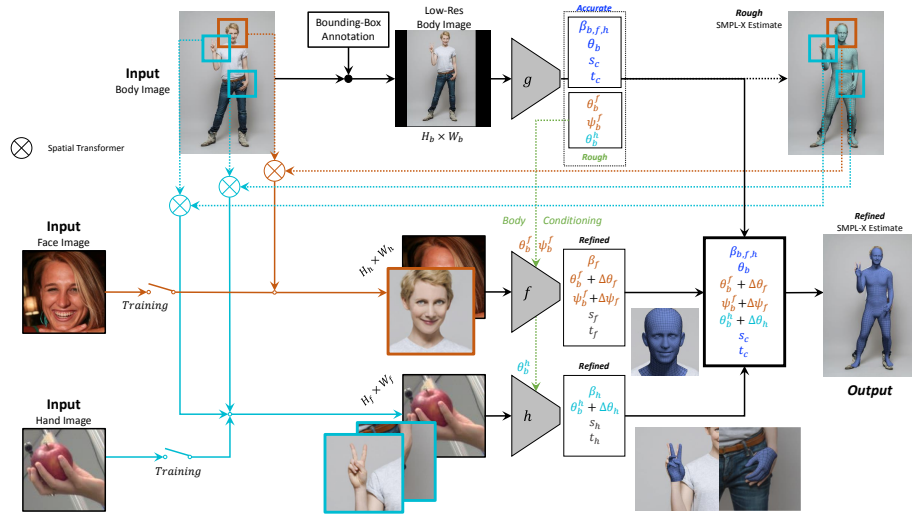 Bounding-Box
Annotation
Low-Res
Body Image
Accurate
β_{b,f,h}
θ_b
s_c
t_c
Rough
SMPL-X Estimate
Input
Body Image
g
H_b × W_b
θ_b^f
ψ_b^f
θ_b^h
Rough
Spatial Transformer
Input
Face Image
Training
H_h × W_h
Body Conditioning
θ_b^f ψ_b^f
f
Refined
β_f
θ_b^f + Δθ_f
ψ_b^f+Δψ_f
s_f
t_f
β_{b,f,h}
θ_b
θ_b^f + Δθ_f
ψ_b^f+Δψ_f
θ_b^h + Δθ_h
s_c
t_c
Refined
SMPL-X Estimate
Output
Input
Hand Image
Training
H_f × W_f
θ_b^h
h
Refined
β_h
θ_b^h + Δθ_h
s_h
t_h